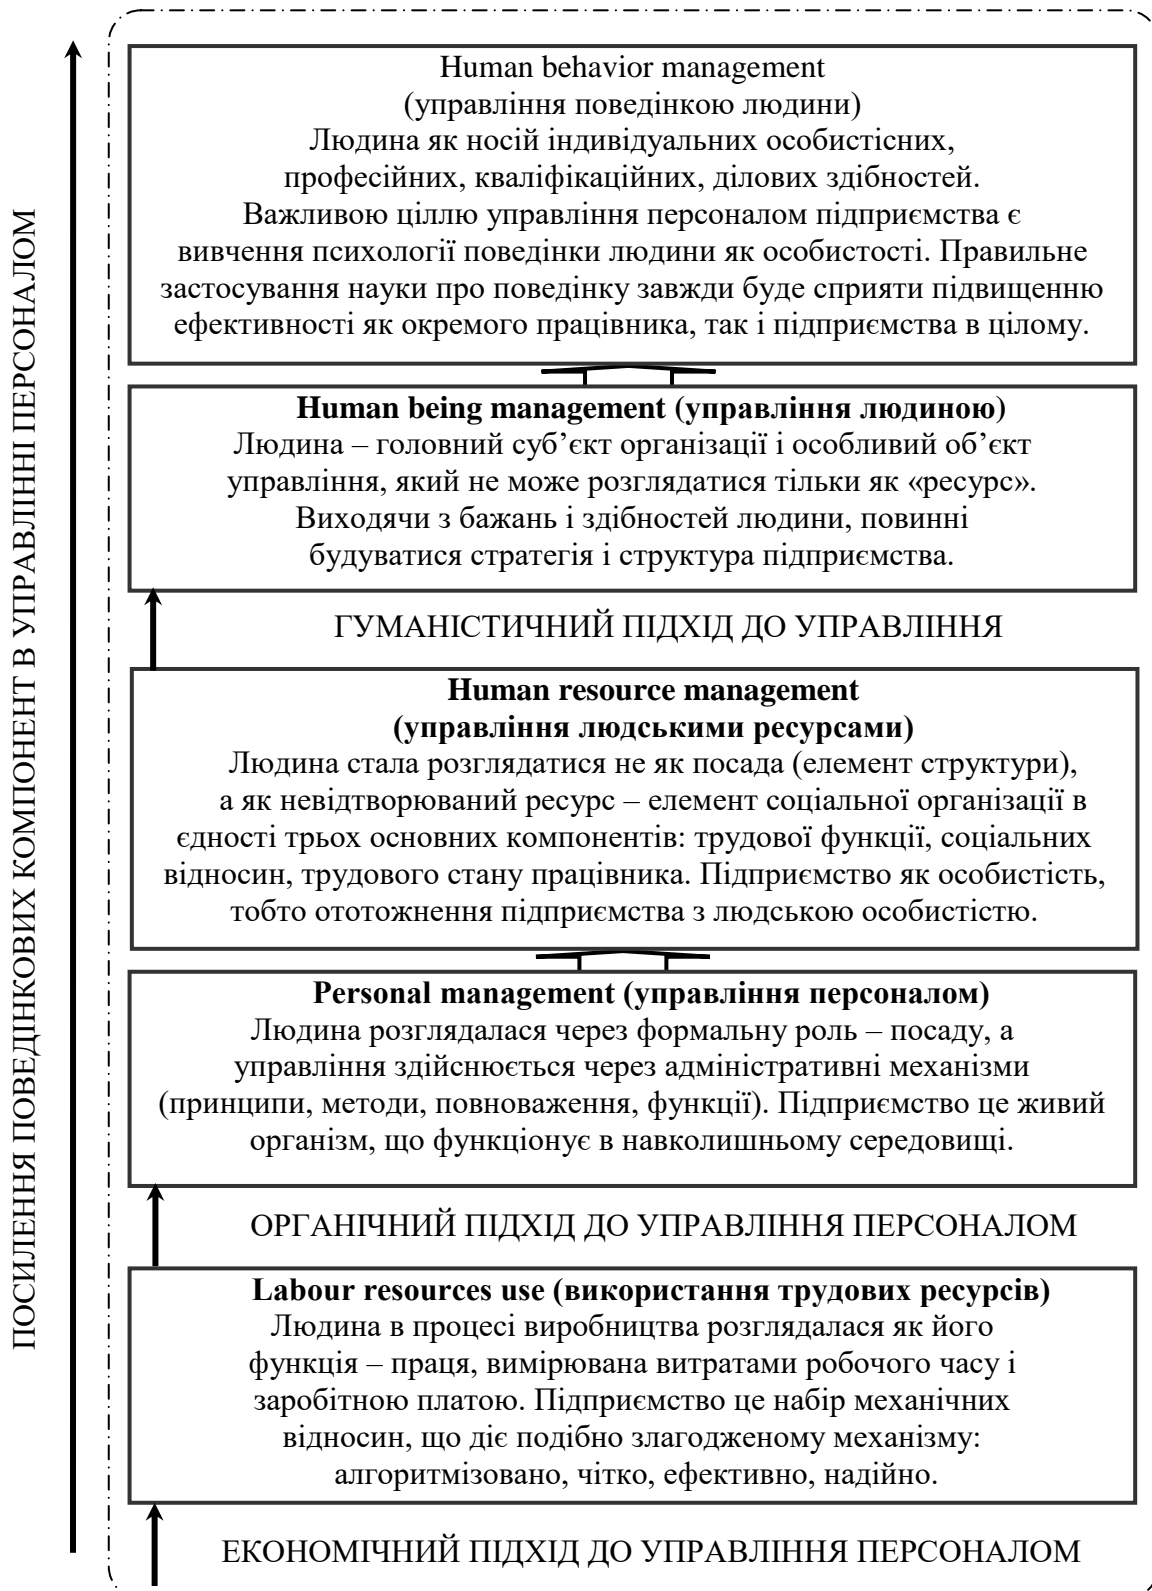 ПОСИЛЕННЯ ПОВЕДІНКОВИХ КОМПОНЕНТ В УПРАВЛІННІ ПЕРСОНАЛОМ
Human behavior management
(управління поведінкою людини)
Людина як носій індивідуальних особистісних,
професійних, кваліфікаційних, ділових здібностей.
Важливою ціллю управління персоналом підприємства є
вивчення психології поведінки людини як особистості. Правильне
застосування науки про поведінку завжди буде сприяти підвищенню
ефективності як окремого працівника, так і підприємства в цілому.
Human being management (управління людиною)
Людина – головний суб’єкт організації і особливий об’єкт
управління, який не може розглядатися тільки як «ресурс».
Виходячи з бажань і здібностей людини, повинні
будуватися стратегія і структура підприємства.
ГУМАНІСТИЧНИЙ ПІДХІД ДО УПРАВЛІННЯ
Human resource management
(управління людськими ресурсами)
Людина стала розглядатися не як посада (елемент структури),
а як невідтворюваний ресурс – елемент соціальної організації в
єдності трьох основних компонентів: трудової функції, соціальних
відносин, трудового стану працівника. Підприємство як особистість,
тобто ототожнення підприємства з людською особистістю.
Personal management (управління персоналом)
Людина розглядалася через формальну роль – посаду, а
управління здійснюється через адміністративні механізми
(принципи, методи, повноваження, функції). Підприємство це живий
організм, що функціонує в навколишньому середовищі.
ОРГАНІЧНИЙ ПІДХІД ДО УПРАВЛІННЯ ПЕРСОНАЛОМ
Labour resources use (використання трудових ресурсів)
Людина в процесі виробництва розглядалася як його
функція – праця, вимірювана витратами робочого часу і
заробітною платою. Підприємство це набір механічних
відносин, що діє подібно злагодженому механізму:
алгоритмізовано, чітко, ефективно, надійно.
ЕКОНОМІЧНИЙ ПІДХІД ДО УПРАВЛІННЯ ПЕРСОНАЛОМ